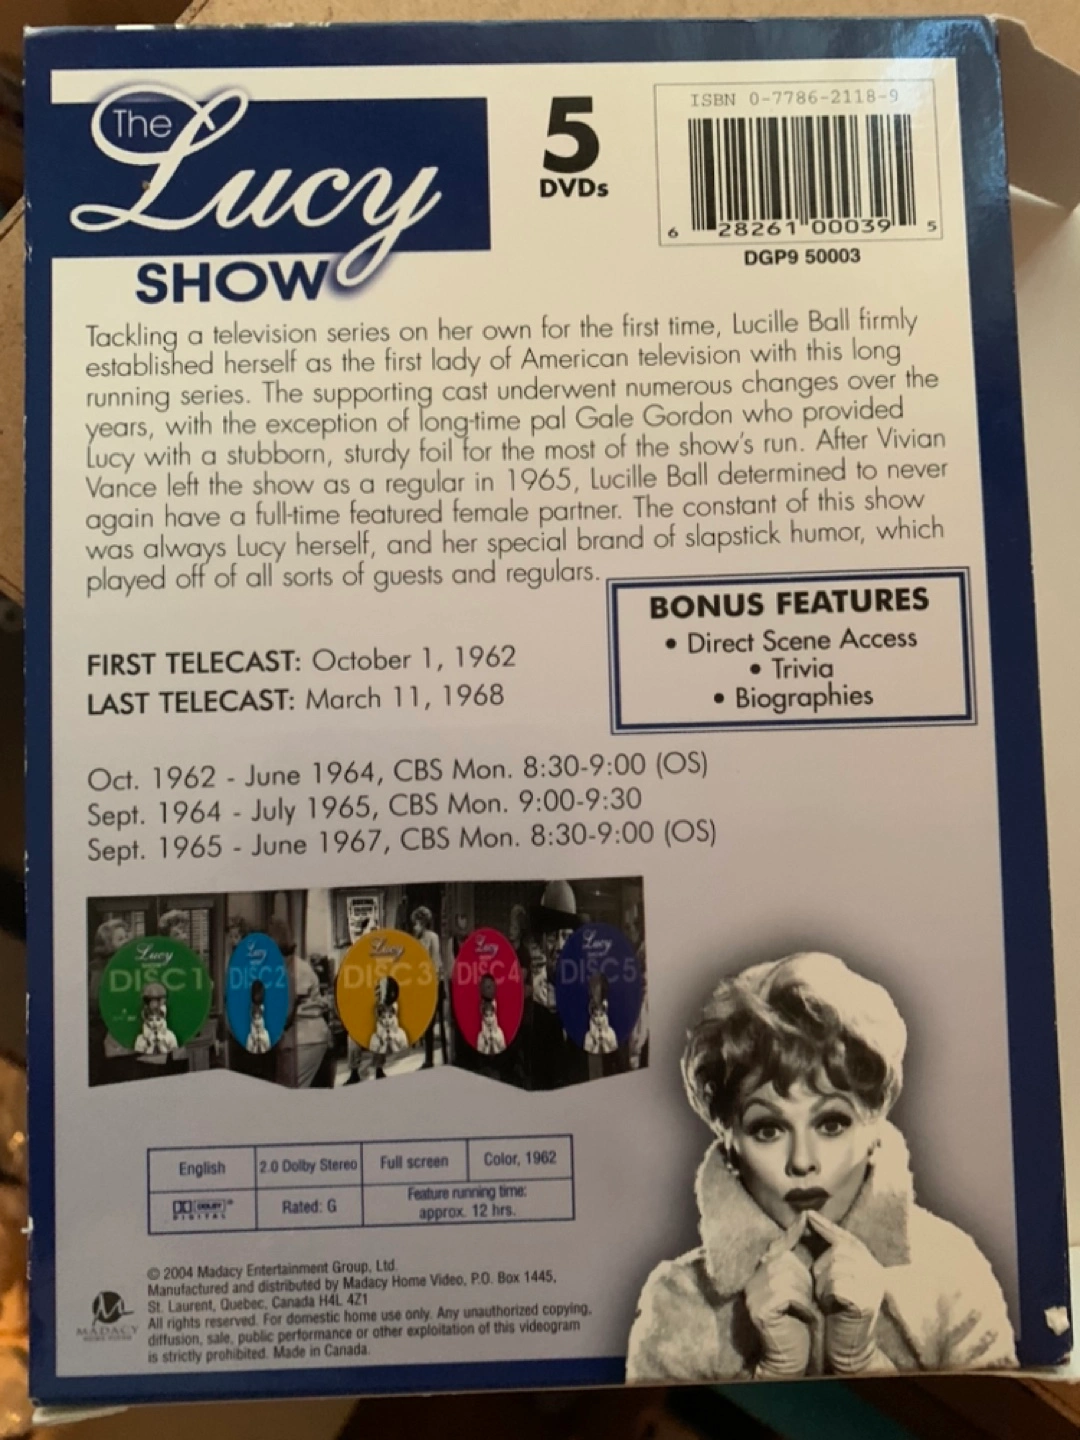 The
Lucy
SHOW
5
DVDs
ISBN 0-7786-2118-9
6 28261 00039 5
DGP9 50003
Tackling a television series on her own for the first time, Lucille Ball firmly
established herself as the first lady of American television with this long
running series. The supporting cast underwent numerous changes over the
years, with the exception of long-time pal Gale Gordon who provided
Lucy with a stubborn, sturdy foil for the most of the show's run. After Vivian
Vance left the show as a regular in 1965, Lucille Ball determined to never
again have a full-time featured female partner. The constant of this show
was always Lucy herself, and her special brand of slapstick humor, which
played off of all sorts of guests and regulars.
BONUS FEATURES
• Direct Scene Access
• Trivia
• Biographies
FIRST TELECAST: October 1, 1962
LAST TELECAST: March 11, 1968
Oct. 1962 - June 1964, CBS Mon. 8:30-9:00 (OS)
Sept. 1964 - July 1965, CBS Mon. 9:00-9:30
Sept. 1965 - June 1967, CBS Mon. 8:30-9:00 (OS)
Lucy
DISC 1
Lucy
DISC 2
Lucy
DISC 3
Lucy
DISC 4
Lucy
DISC 5
English
2.0 Dolby Stereo
Full screen
Color, 1962
DOLBY
DIGITAL
Rated: G
Feature running time:
approx. 12 hrs.
© 2004 Madacy Entertainment Group, Ltd.
Manufactured and distributed by Madacy Home Video, P.O. Box 1445,
St. Laurent, Quebec, Canada H4L 4Z1
All rights reserved. For domestic home use only. Any unauthorized copying,
diffusion, sale, public performance or other exploitation of this videogram
is strictly prohibited. Made in Canada.
MADACY
HOME VIDEO